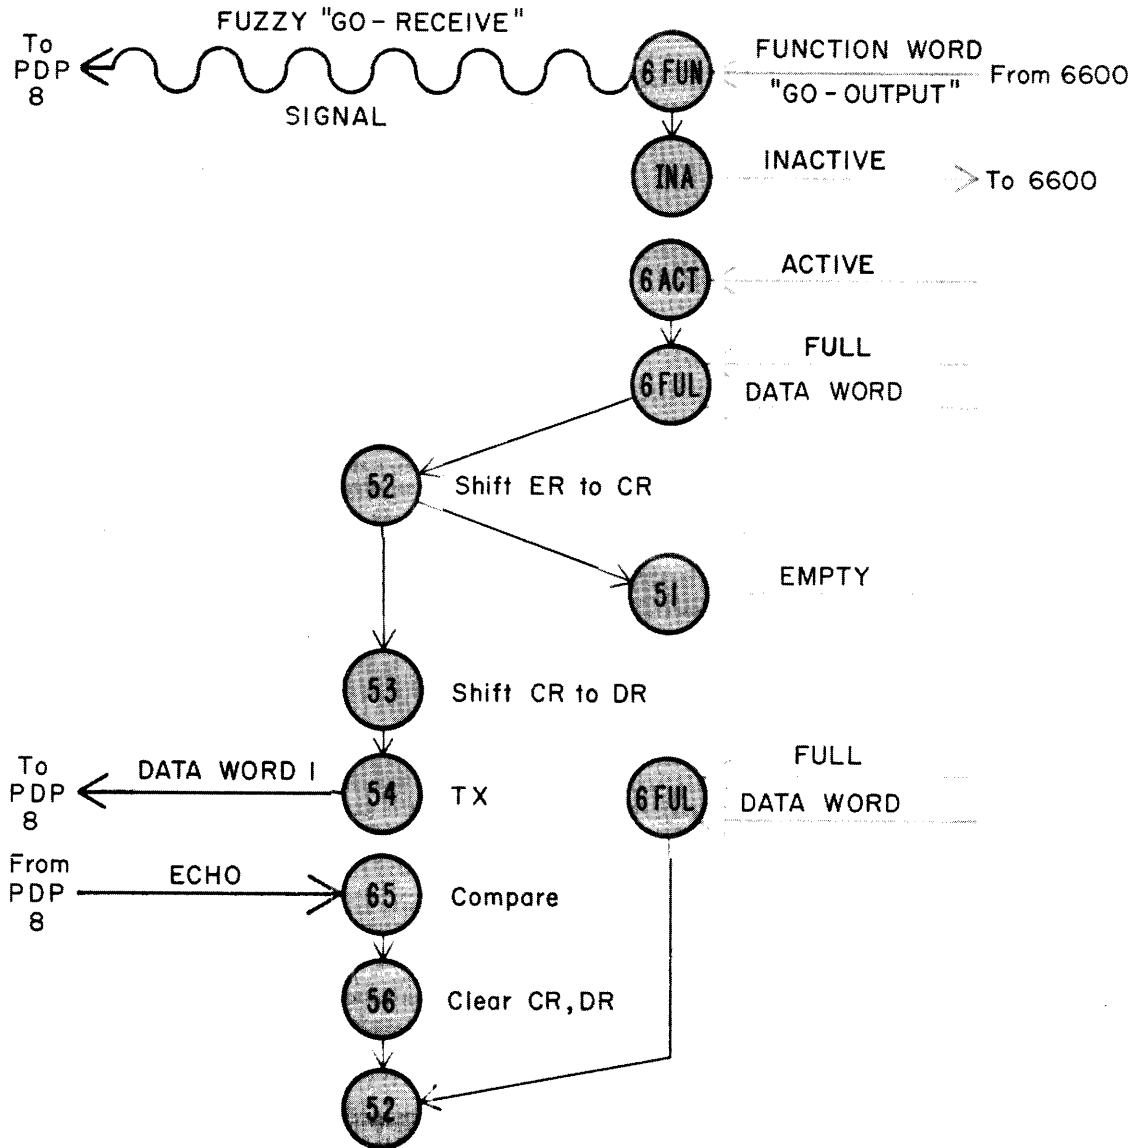 FUZZY "GO-RECEIVE"
To
PDP
8
SIGNAL
6 FUN
FUNCTION WORD
"GO-OUTPUT"
From 6600
INA
INACTIVE
To 6600
6 ACT
ACTIVE
6 FUL
FULL
DATA WORD
52
Shift ER to CR
51
EMPTY
53
Shift CR to DR
To
PDP
8
DATA WORD 1
54
TX
6 FUL
FULL
DATA WORD
From
PDP
8
ECHO
65
Compare
56
Clear CR, DR
52